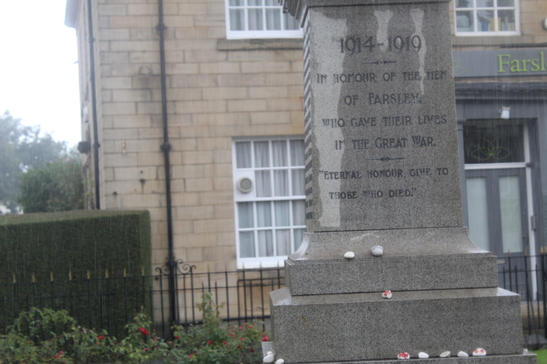 1914-1919
IN HONOUR OF THE MEN
OF FARSLEY,
WHO GAVE THEIR LIVES
IN THE GREAT WAR.
"ETERNAL HONOUR, GIVE TO
THOSE WHO DIED."
Farsl